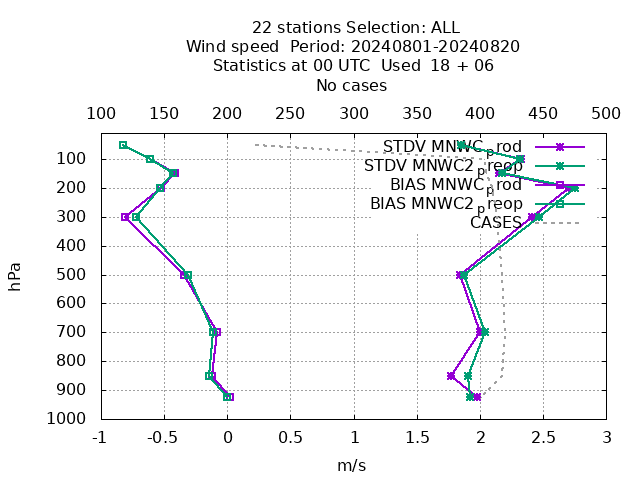 22 stations Selection: ALL
Wind speed  Period: 20240801-20240820
Statistics at 00 UTC  Used  18 + 06
No cases
100 150 200 250 300 350 400 450 500
STDV MNWC_prod
STDV MNWC2_preop
BIAS MNWC_prod
BIAS MNWC2_preop
CASES
100
200
300
400
500
600
700
800
900
1000
hPa
-1 -0.5 0 0.5 1 1.5 2 2.5 3
m/s